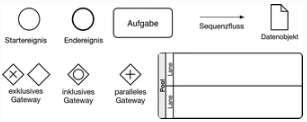 Startereignis
Endereignis
Aufgabe
Sequenzfluss
Datenobjekt
exklusives
Gateway
inklusives
Gateway
paralleles
Gateway
Pool
Lane
Lane